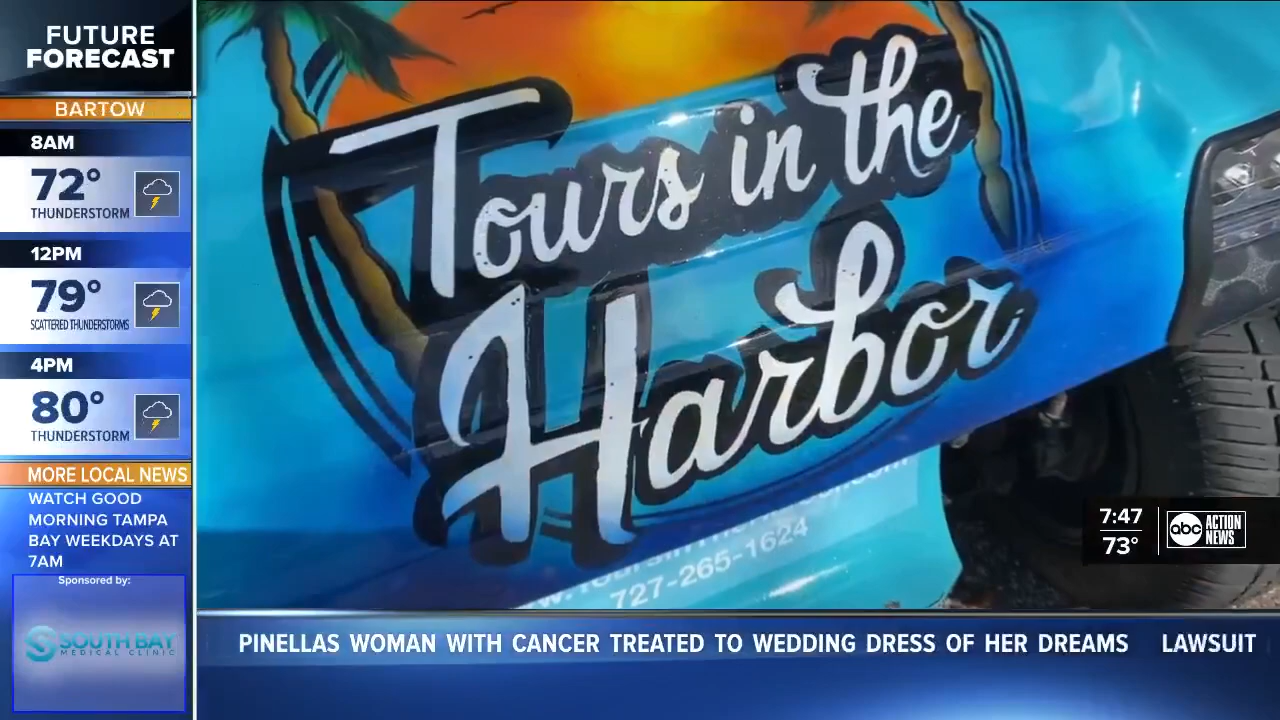 FUTURE
FORECAST
BARTOW
8AM
72°
THUNDERSTORM
12PM
79°
SCATTERED THUNDERSTORMS
4PM
80°
THUNDERSTORM
MORE LOCAL NEWS
WATCH GOOD
MORNING TAMPA
BAY WEEKDAYS AT
7AM
Sponsored by:
SOUTH BAY
MEDICAL CLINIC
Tours in the
Harbor
727-265-1624
7:47
73°
abc ACTION
NEWS
PINELLAS WOMAN WITH CANCER TREATED TO WEDDING DRESS OF HER DREAMS LAWSUIT